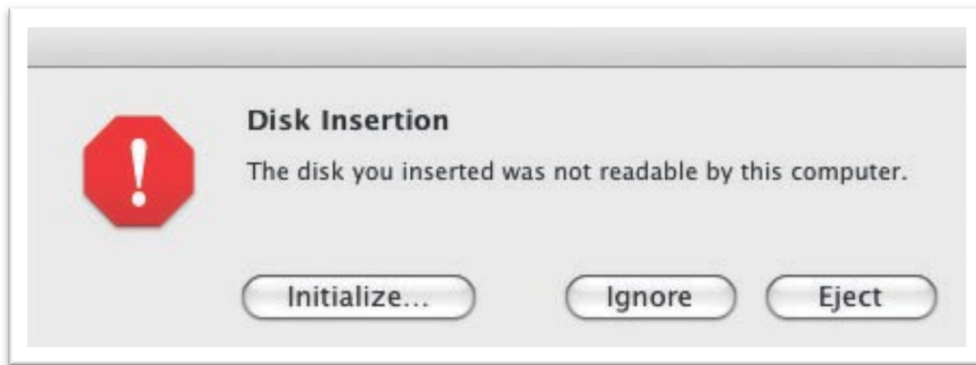 Disk Insertion
The disk you inserted was not readable by this computer.
Initialize... Ignore Eject